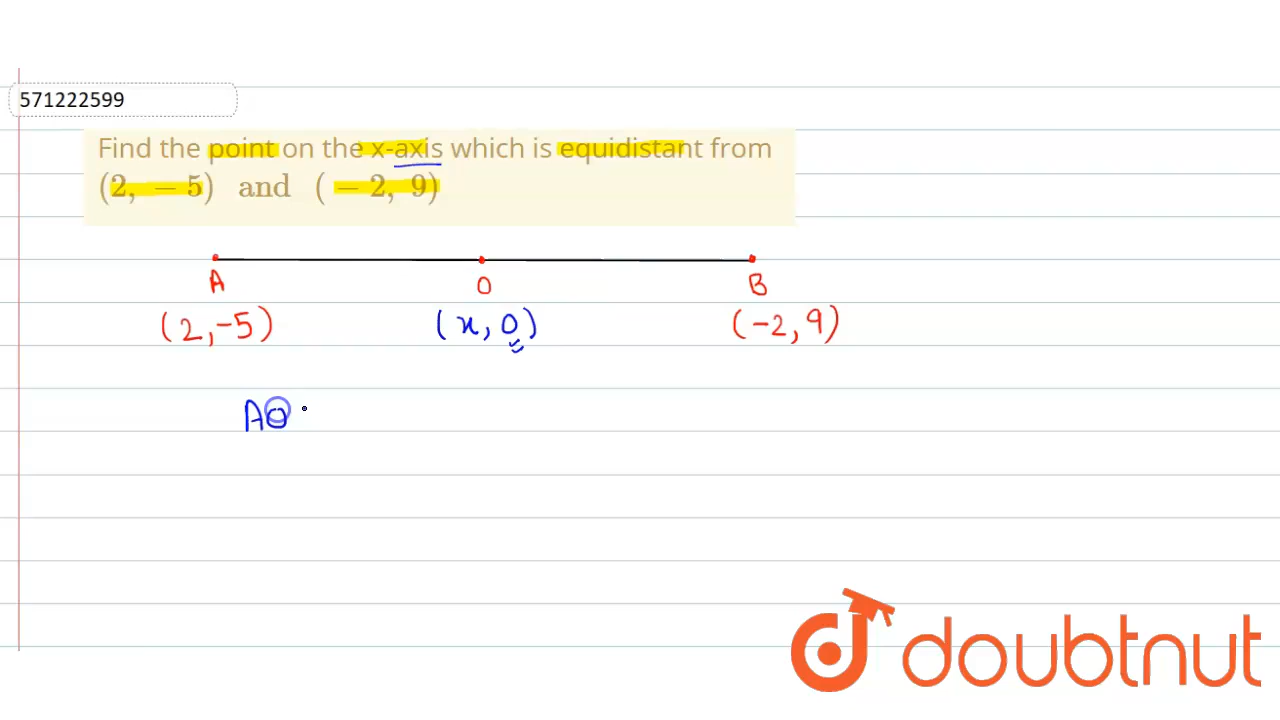 571222599
Find the point on the x-axis which is equidistant from
(2, −5) and (−2, 9)
A O B
(2,-5) (x,0) (-2,9)
AO
doubtnut